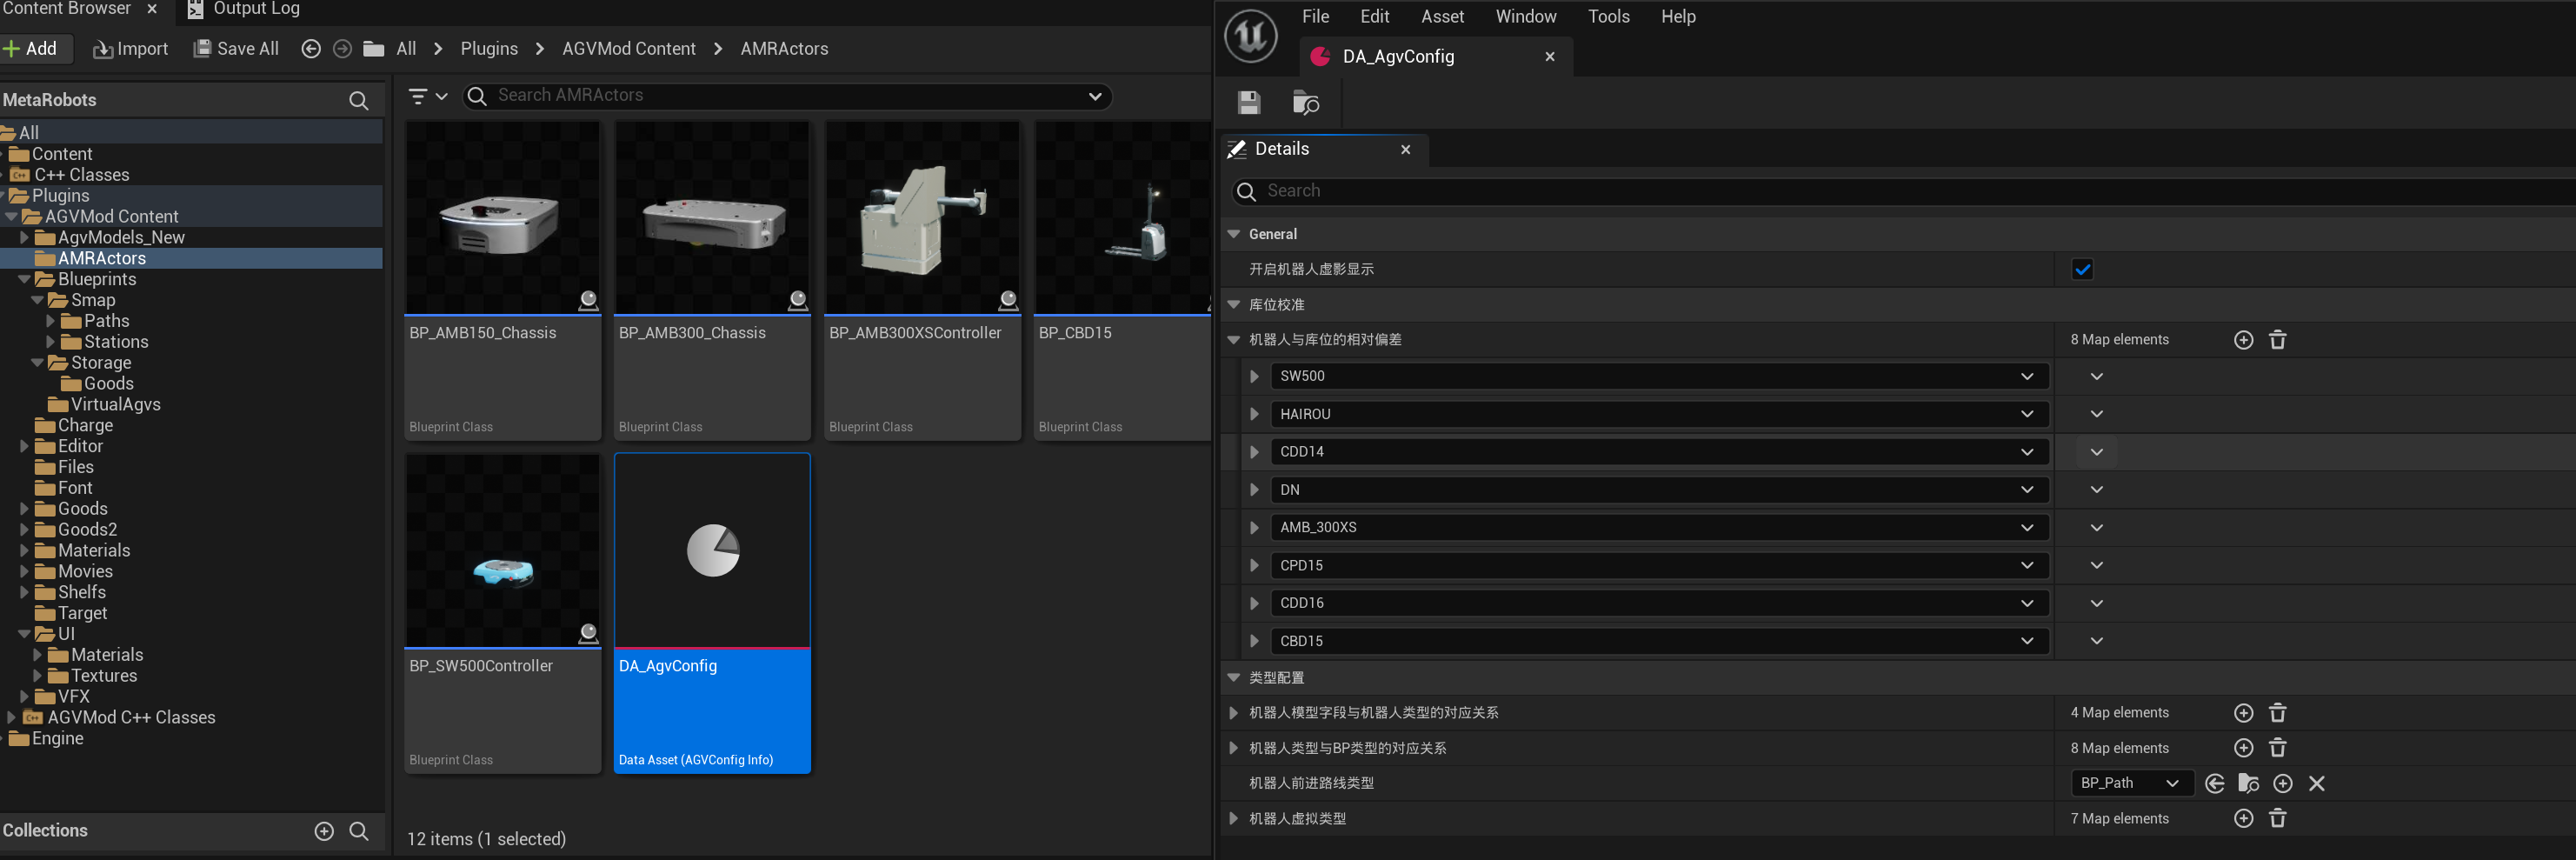 Content Browser
Output Log
Add
Import
Save All
All
Plugins
AGVMod Content
AMRActors
MetaRobots
All
Content
C++ Classes
Plugins
AGVMod Content
AgvModels_New
AMRActors
Blueprints
Smap
Paths
Stations
Storage
Goods
VirtualAgvs
Charge
Editor
Files
Font
Goods
Goods2
Materials
Movies
Shelfs
Target
UI
Materials
Textures
VFX
AGVMod C++ Classes
Engine
Collections
Search AMRActors
BP_AMB150_Chassis
Blueprint Class
BP_AMB300_Chassis
Blueprint Class
BP_AMB300XSController
Blueprint Class
BP_CBD15
Blueprint Class
BP_SW500Controller
Blueprint Class
DA_AgvConfig
Data Asset (AGVConfig Info)
12 items (1 selected)
File Edit Asset Window Tools Help
DA_AgvConfig
Details
Search
General
开启机器人虚影显示
库位校准
机器人与库位的相对偏差 8 Map elements
SW500
HAIROU
CDD14
DN
AMB_300XS
CPD15
CDD16
CBD15
类型配置
机器人模型字段与机器人类型的对应关系 4 Map elements
机器人类型与BP类型的对应关系 8 Map elements
机器人前进路线类型 BP_Path
机器人虚拟类型 7 Map elements